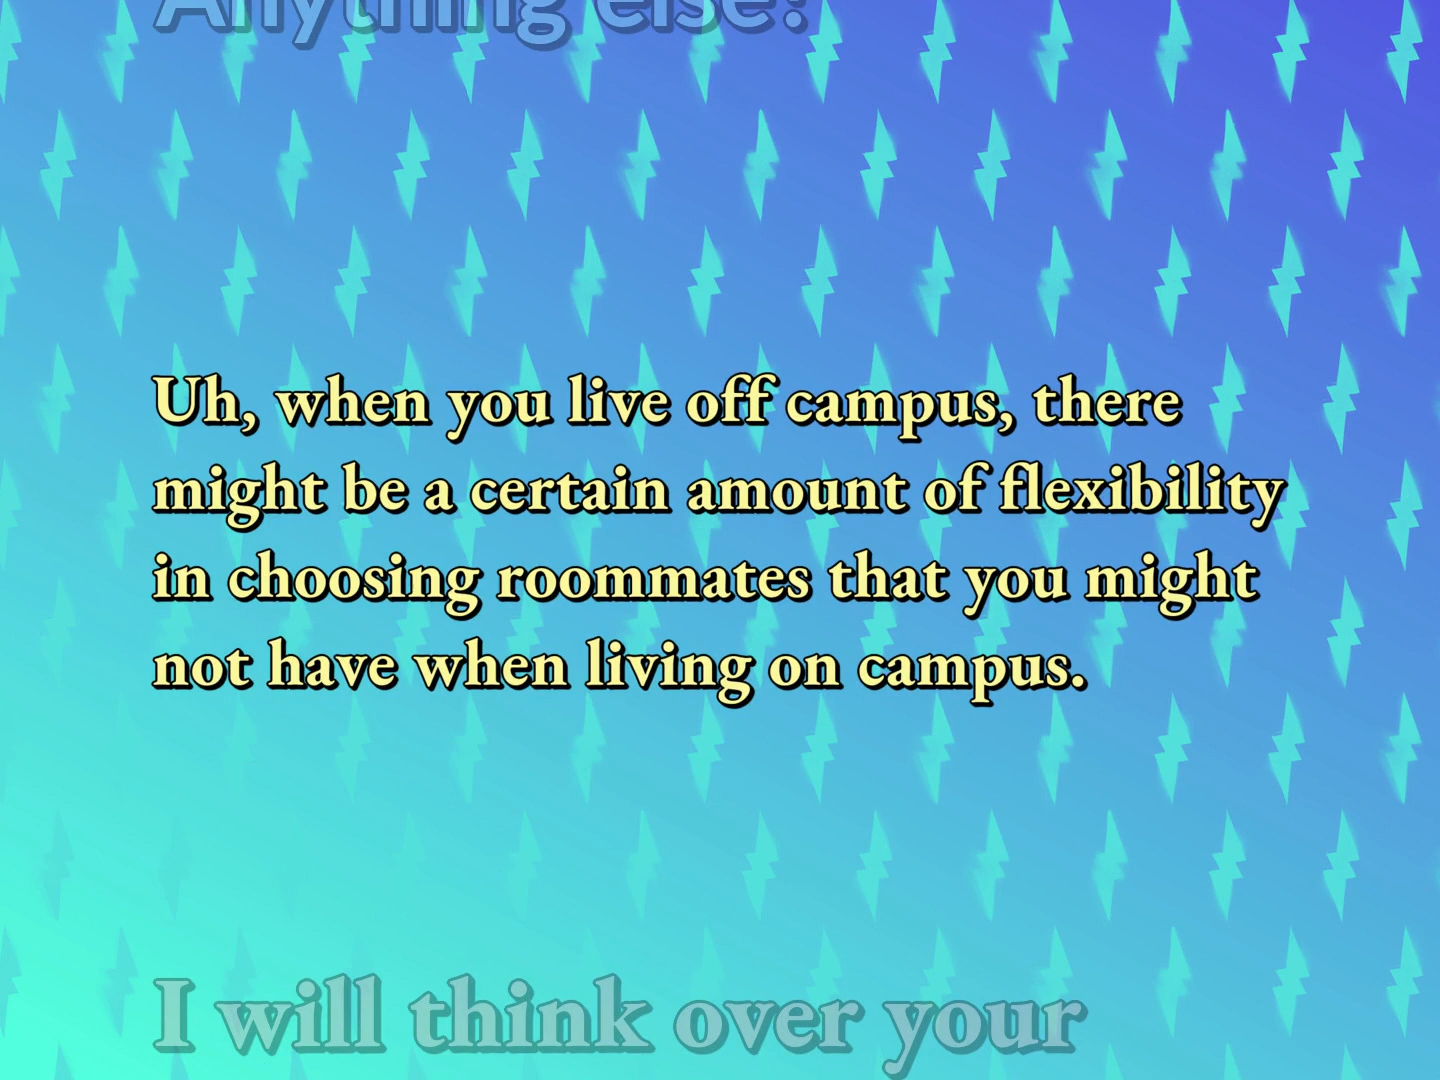 Anything else?
Uh, when you live off campus, there
might be a certain amount of flexibility
in choosing roommates that you might
not have when living on campus.
I will think over your